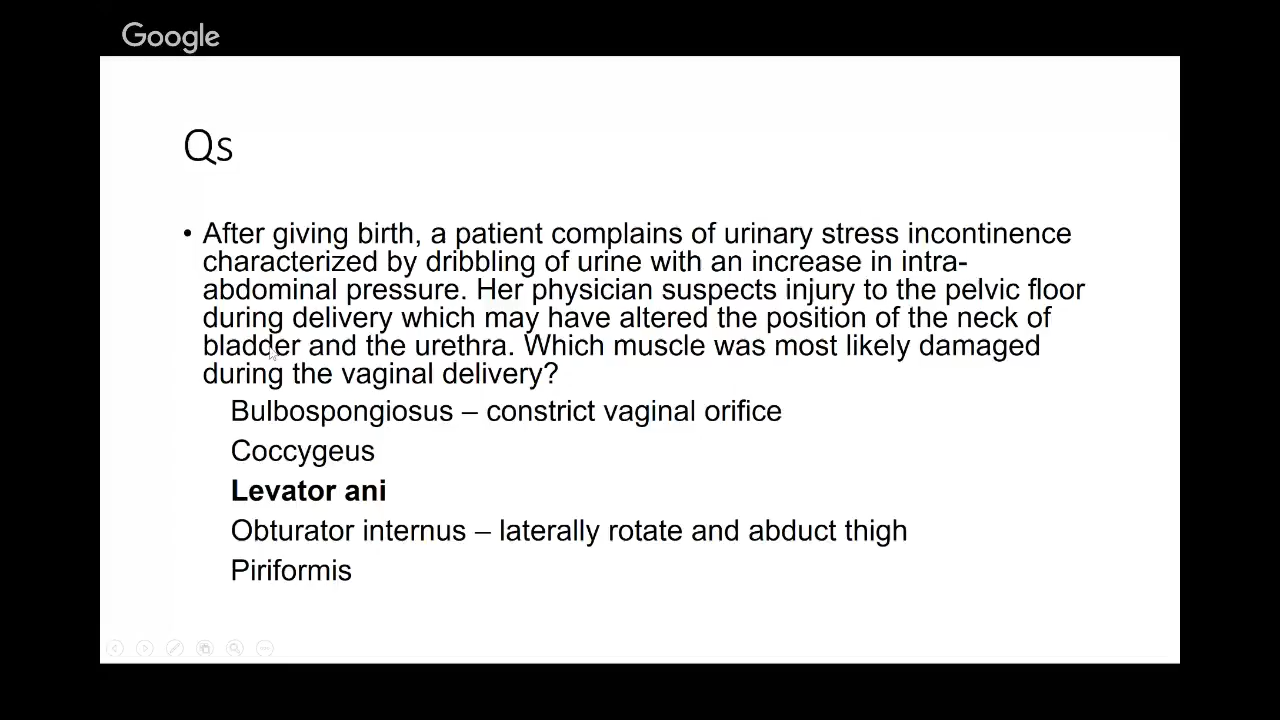 Google
Qs
• After giving birth, a patient complains of urinary stress incontinence
characterized by dribbling of urine with an increase in intra-
abdominal pressure. Her physician suspects injury to the pelvic floor
during delivery which may have altered the position of the neck of
bladder and the urethra. Which muscle was most likely damaged
during the vaginal delivery?
Bulbospongiosus – constrict vaginal orifice
Coccygeus
Levator ani
Obturator internus – laterally rotate and abduct thigh
Piriformis